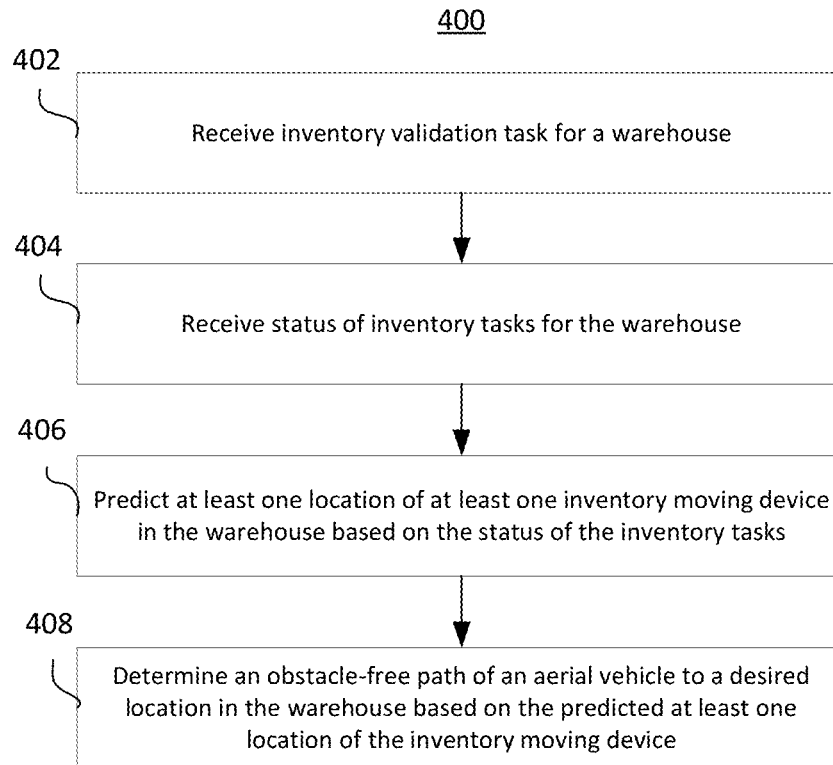 400
402
Receive inventory validation task for a warehouse
404
Receive status of inventory tasks for the warehouse
406
Predict at least one location of at least one inventory moving device
in the warehouse based on the status of the inventory tasks
408
Determine an obstacle-free path of an aerial vehicle to a desired
location in the warehouse based on the predicted at least one
location of the inventory moving device